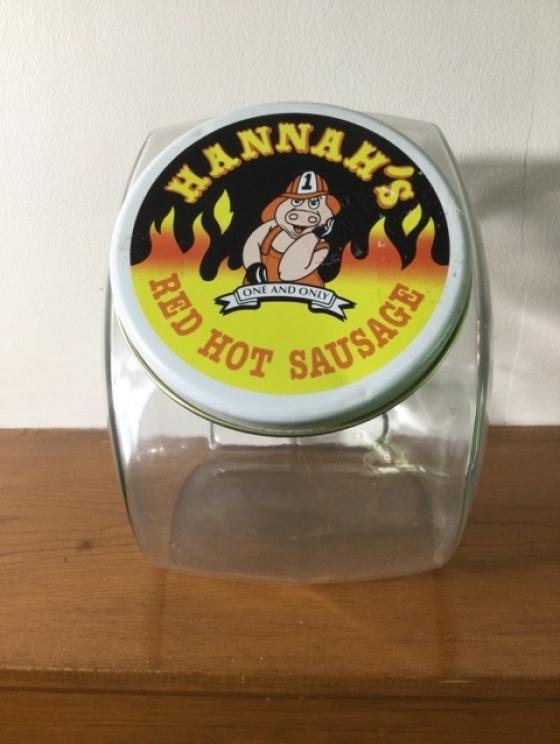 HANNAH'S
1
ONE AND ONLY
RED HOT SAUSAGE